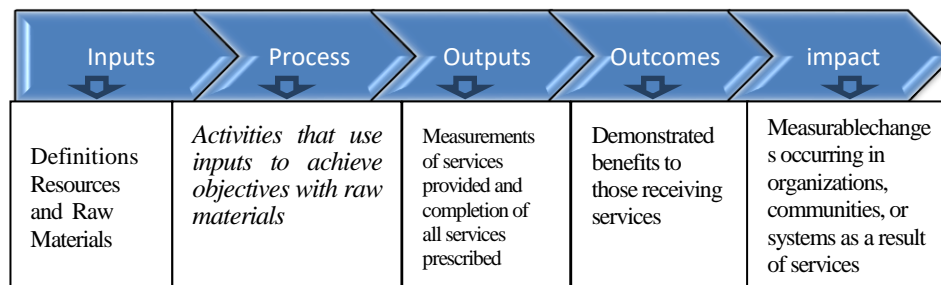 Inputs
Process
Outputs
Outcomes
impact
Definitions
Resources
and Raw
Materials
Activities that use
inputs to achieve
objectives with raw
materials
Measurements
of services
provided and
completion of
all services
prescribed
Demonstrated
benefits to
those receiving
services
Measurablechange
s occurring in
organizations,
communities, or
systems as a result
of services